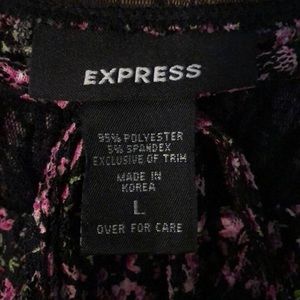 EXPRESS
95% POLYESTER
5% SPANDEX
EXCLUSIVE OF TRIM
MADE IN
KOREA
L
OVER FOR CARE